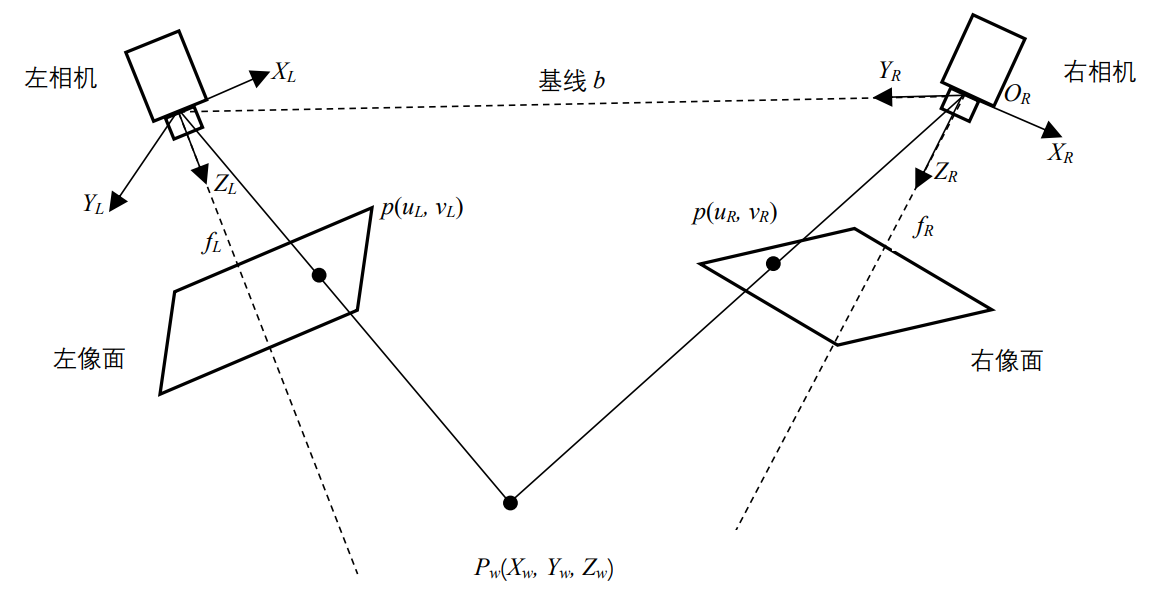 左相机
X_L
基线 b
Y_R
右相机
O_R
X_R
Y_L
Z_L
Z_R
p(u_L, v_L)
p(u_R, v_R)
f_L
f_R
左像面
右像面
P_w(X_w, Y_w, Z_w)